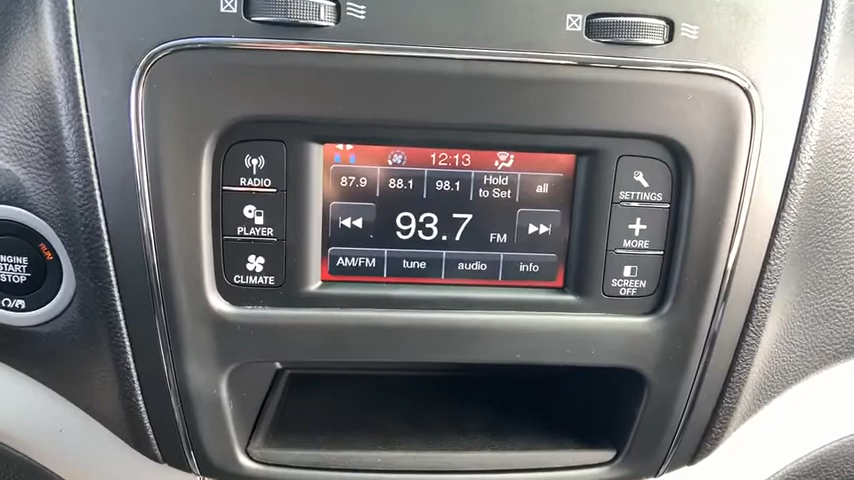 12:13
87.9 88.1 98.1 Hold to Set all
93.7 FM
AM/FM tune audio info
RADIO
PLAYER
CLIMATE
SETTINGS
MORE
SCREEN
OFF
ENGINE
START
STOP
RUN